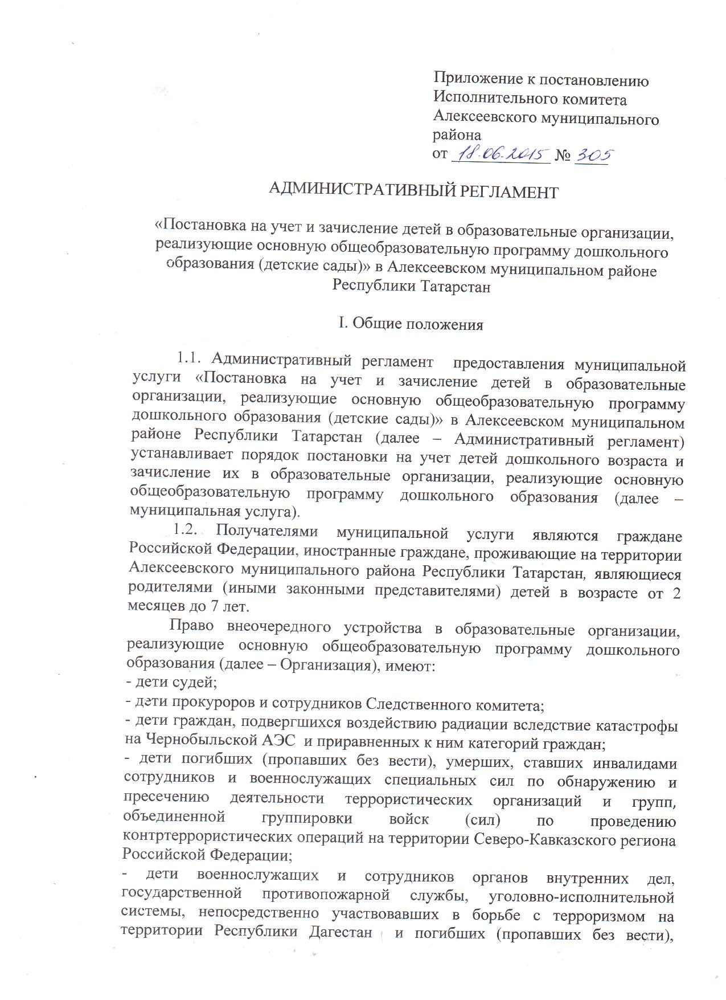 Приложение к постановлению
Исполнительного комитета
Алексеевского муниципального
района
от 18.06.2015 № 305
АДМИНИСТРАТИВНЫЙ РЕГЛАМЕНТ
«Постановка на учет и зачисление детей в образовательные организации,
реализующие основную общеобразовательную программу дошкольного
образования (детские сады)» в Алексеевском муниципальном районе
Республики Татарстан
I. Общие положения
1.1. Административный регламент предоставления муниципальной
услуги «Постановка на учет и зачисление детей в образовательные
организации, реализующие основную общеобразовательную программу
дошкольного образования (детские сады)» в Алексеевском муниципальном
районе Республики Татарстан (далее – Административный регламент)
устанавливает порядок постановки на учет детей дошкольного возраста и
зачисление их в образовательные организации, реализующие основную
общеобразовательную программу дошкольного образования (далее –
муниципальная услуга).
1.2. Получателями муниципальной услуги являются граждане
Российской Федерации, иностранные граждане, проживающие на территории
Алексеевского муниципального района Республики Татарстан, являющиеся
родителями (иными законными представителями) детей в возрасте от 2
месяцев до 7 лет.
Право внеочередного устройства в образовательные организации,
реализующие основную общеобразовательную программу дошкольного
образования (далее – Организация), имеют:
- дети судей;
- дети прокуроров и сотрудников Следственного комитета;
- дети граждан, подвергшихся воздействию радиации вследствие катастрофы
на Чернобыльской АЭС и приравненных к ним категорий граждан;
- дети погибших (пропавших без вести), умерших, ставших инвалидами
сотрудников и военнослужащих специальных сил по обнаружению и
пресечению деятельности террористических организаций и групп,
объединенной группировки войск (сил) по проведению
контртеррористических операций на территории Северо-Кавказского региона
Российской Федерации;
- дети военнослужащих и сотрудников органов внутренних дел,
государственной противопожарной службы, уголовно-исполнительной
системы, непосредственно участвовавших в борьбе с терроризмом на
территории Республики Дагестан и погибших (пропавших без вести),